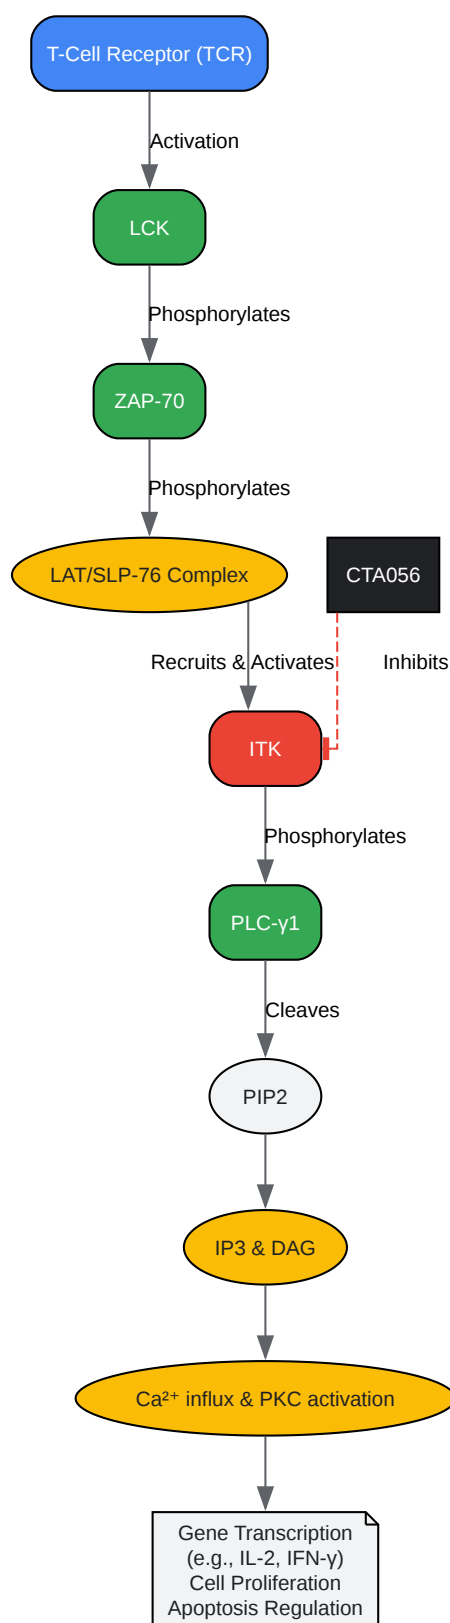 T-Cell Receptor (TCR)
Activation
LCK
Phosphorylates
ZAP-70
Phosphorylates
LAT/SLP-76 Complex
CTA056
Recruits & Activates
Inhibits
ITK
Phosphorylates
PLC-γ1
Cleaves
PIP2
IP3 & DAG
Ca²⁺ influx & PKC activation
Gene Transcription
(e.g., IL-2, IFN-γ)
Cell Proliferation
Apoptosis Regulation